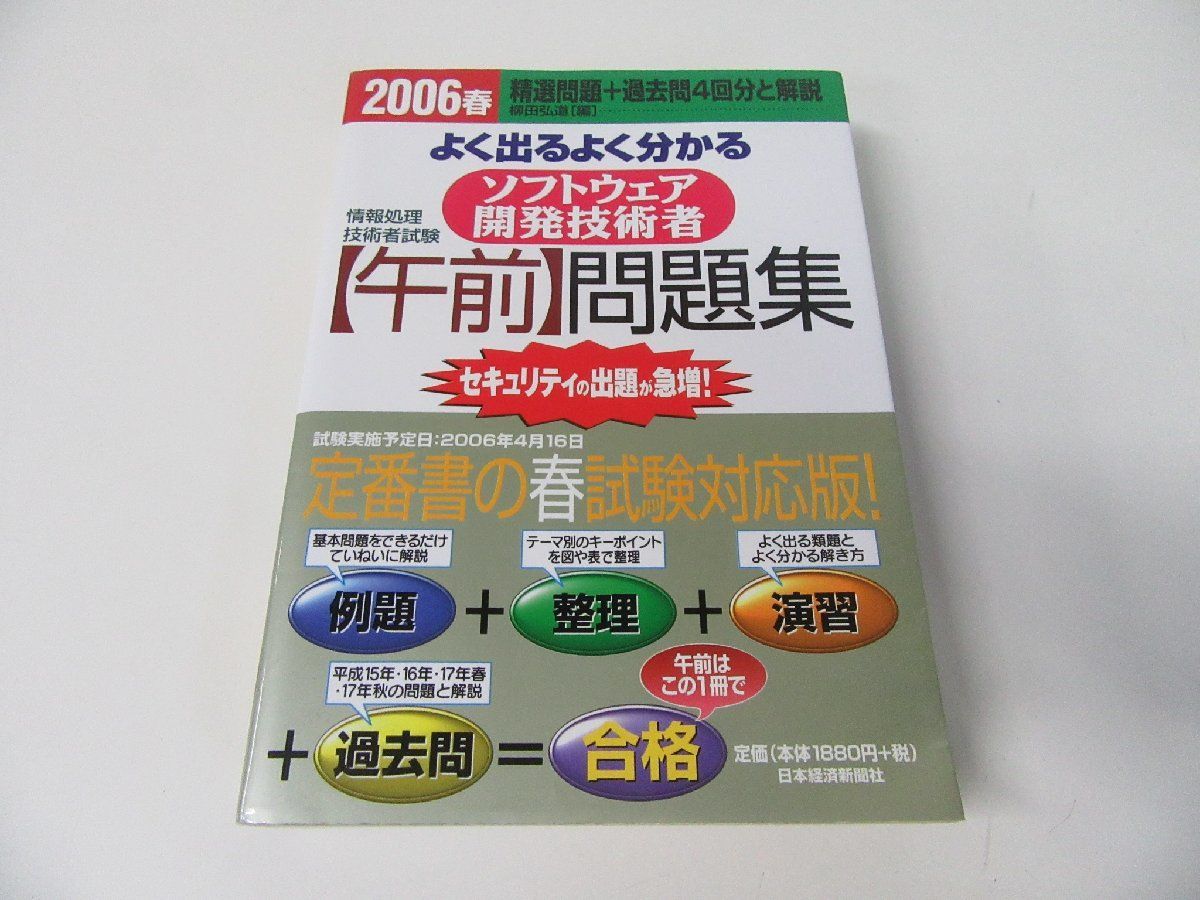 2006春
精選問題+過去問4回分と解説
柳田弘道[編]
よく出るよく分かる
情報処理
技術者試験
ソフトウェア
開発技術者
【午前】問題集
セキュリティの出題が急増!
試験実施予定日:2006年4月16日
定番書の春試験対応版!
基本問題をできるだけ
ていねいに解説
テーマ別のキーポイント
を図や表で整理
よく出る類題と
よく分かる解き方
例題+整理+演習
平成15年・16年・17年春
・17年秋の問題と解説
午前は
この1冊で
+過去問=合格
定価(本体1880円+税)
日本経済新聞社